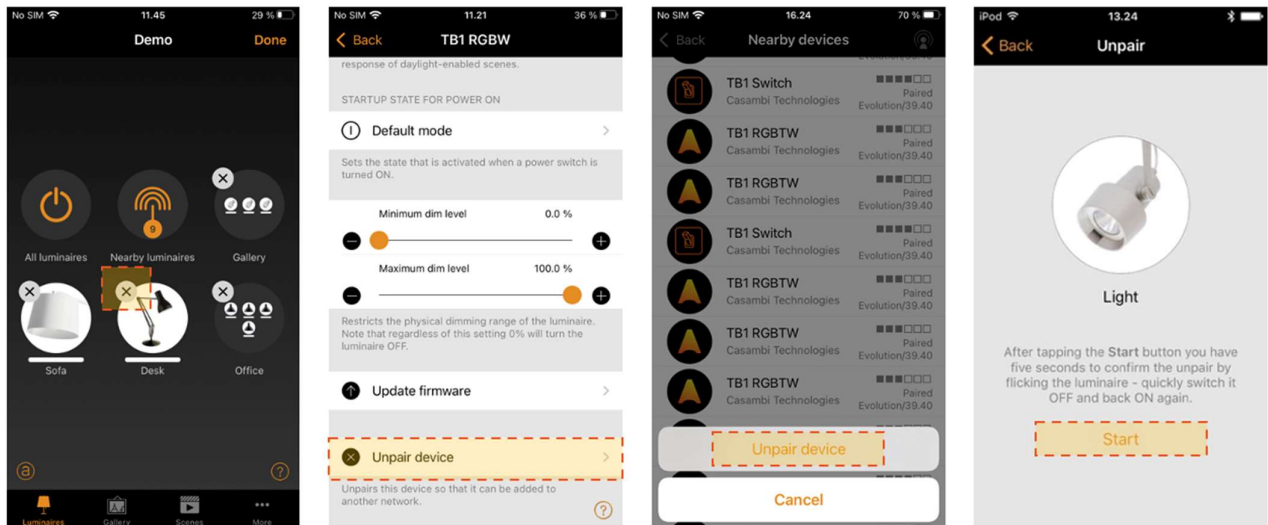 No SIM 11.45 29 %
Demo Done
All luminaires Nearby luminaires Gallery
9
Sofa Desk Office
a ?
Luminaires Gallery Scenes More
No SIM 11.21 36 %
Back TB1 RGBW
response of daylight-enabled scenes.
STARTUP STATE FOR POWER ON
Default mode
Sets the state that is activated when a power switch is
turned ON.
Minimum dim level 0.0 %
Maximum dim level 100.0 %
Restricts the physical dimming range of the luminaire.
Note that regardless of this setting 0% will turn the
luminaire OFF.
Update firmware
Unpair device
Unpairs this device so that it can be added to
another network.
?
No SIM 16.24 70 %
Back Nearby devices
TB1 Switch
Casambi Technologies
Paired
Evolution/39.40
TB1 RGBTW
Casambi Technologies
Paired
Evolution/39.40
TB1 RGBTW
Casambi Technologies
Paired
Evolution/39.40
TB1 Switch
Casambi Technologies
Paired
Evolution/39.40
TB1 RGBTW
Casambi Technologies
Paired
Evolution/39.40
TB1 RGBTW
Casambi Technologies
Paired
Evolution/39.40
TB1 RGBTW
Casambi Technologies
Paired
Evolution/39.40
Unpair device
Cancel
iPod 13.24
Back Unpair
Light
After tapping the Start button you have
five seconds to confirm the unpair by
flicking the luminaire - quickly switch it
OFF and back ON again.
Start